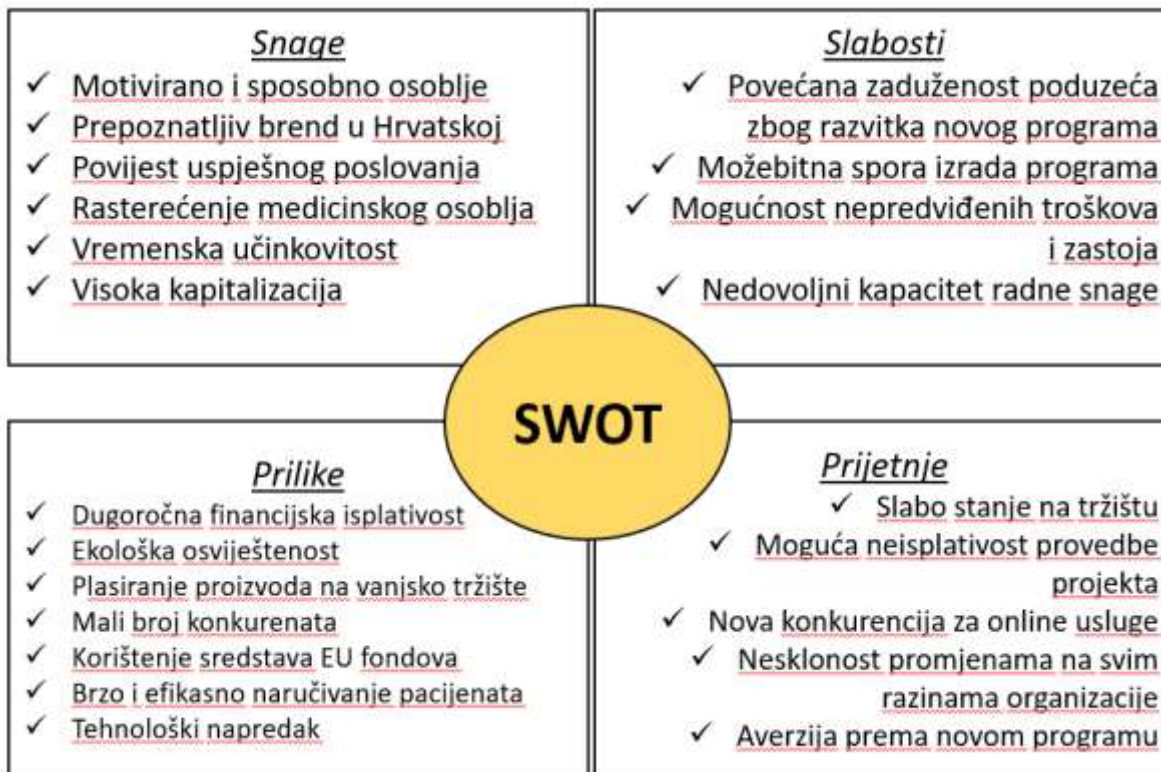 Snage
✓ Motivirano i sposobno osoblje
✓ Prepoznatljiv brend u Hrvatskoj
✓ Povijest uspješnog poslovanja
✓ Rasterećenje medicinskog osoblja
✓ Vremenska učinkovitost
✓ Visoka kapitalizacija
Slabosti
✓ Povećana zaduženost poduzeća
zbog razvitka novog programa
✓ Možebitna spora izrada programa
✓ Mogućnost nepredviđenih troškova
i zastoja
✓ Nedovoljni kapacitet radne snage
SWOT
Prilike
✓ Dugoročna financijska isplativost
✓ Ekološka osviještenost
✓ Plasiranje proizvoda na vanjsko tržište
✓ Mali broj konkurenata
✓ Korištenje sredstava EU fondova
✓ Brzo i efikasno naručivanje pacijenata
✓ Tehnološki napredak
Prijetnje
✓ Slabo stanje na tržištu
✓ Moguća neisplativost provedbe
projekta
✓ Nova konkurencija za online usluge
✓ Nesklonost promjenama na svim
razinama organizacije
✓ Averzija prema novom programu